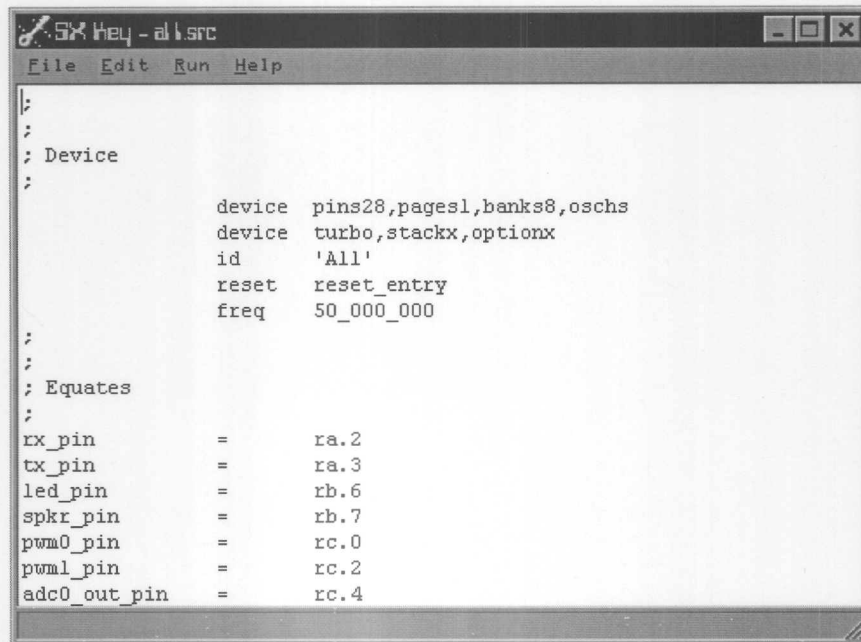 SX Key - all.src
File Edit Run Help
;
;
; Device
;
device pins28,pages1,banks8,oschs
device turbo,stackx,optionx
id 'All'
reset reset_entry
freq 50_000_000
;
;
; Equates
;
rx_pin = ra.2
tx_pin = ra.3
led_pin = rb.6
spkr_pin = rb.7
pwm0_pin = rc.0
pwm1_pin = rc.2
adc0_out_pin = rc.4